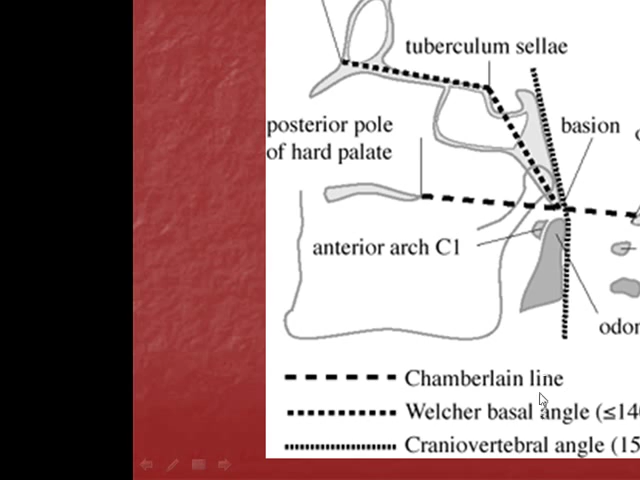 tuberculum sellae
posterior pole
of hard palate
basion
anterior arch C1
Chamberlain line
Welcher basal angle (≤14
Craniovertebral angle (15